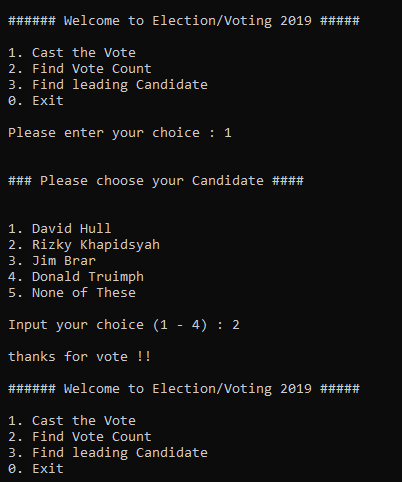 ###### Welcome to Election/Voting 2019 #####
1. Cast the Vote
2. Find Vote Count
3. Find leading Candidate
0. Exit
Please enter your choice : 1
### Please choose your Candidate ####
1. David Hull
2. Rizky Khapidsyah
3. Jim Brar
4. Donald Truimph
5. None of These
Input your choice (1 - 4) : 2
thanks for vote !!
###### Welcome to Election/Voting 2019 #####
1. Cast the Vote
2. Find Vote Count
3. Find leading Candidate
0. Exit